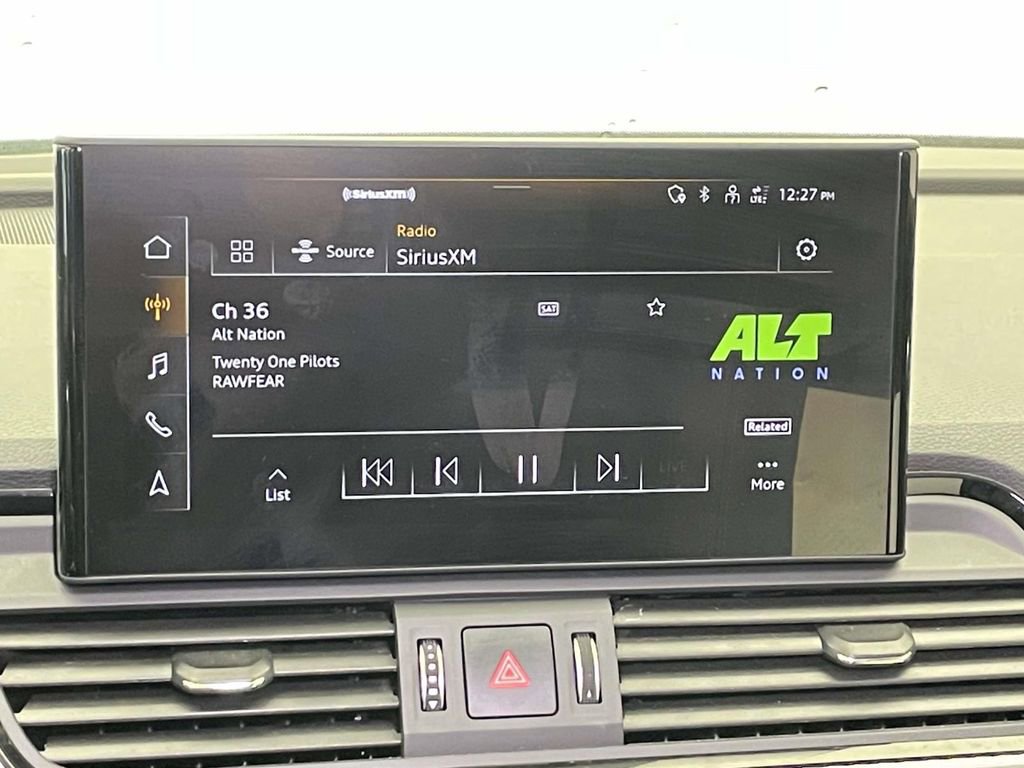 SiriusXM
LTE
12:27 PM
Source
Radio
SiriusXM
Ch 36
SAT
Alt Nation
Twenty One Pilots
RAWFEAR
ALT
NATION
Related
List
LIVE
More